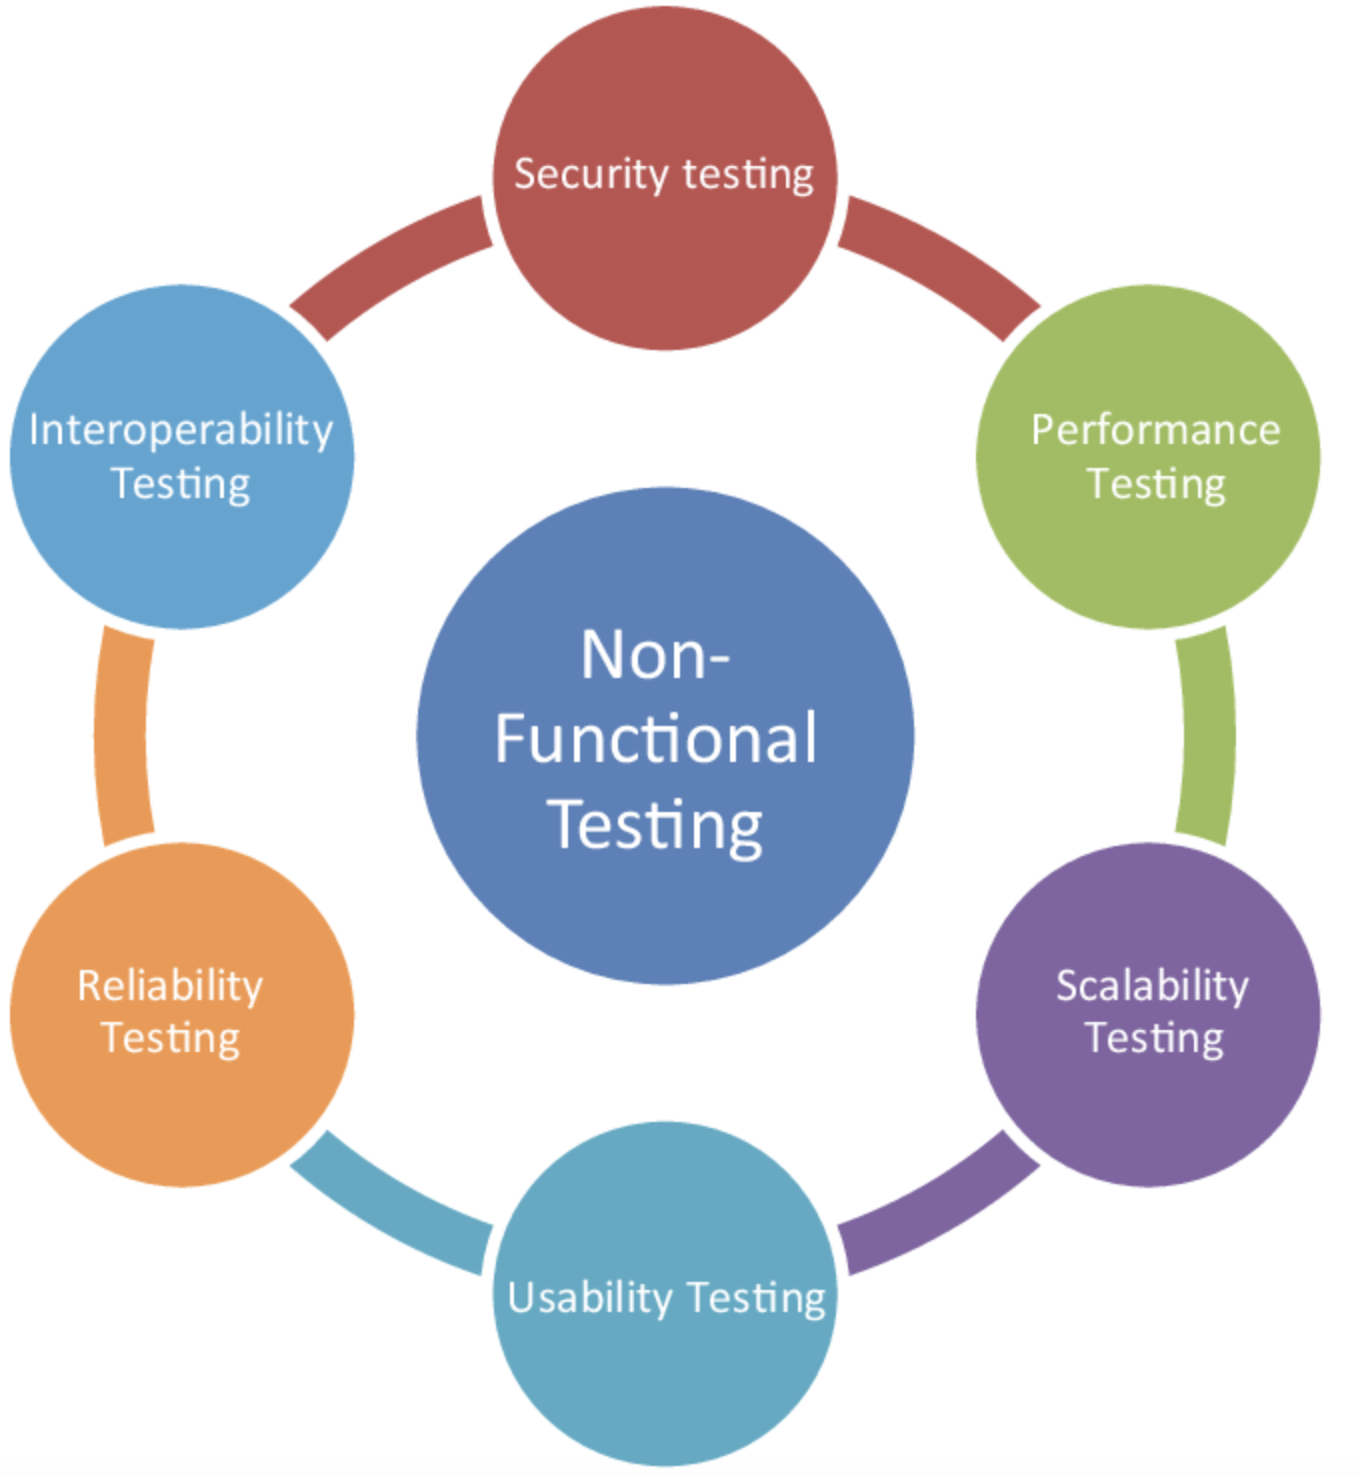 Security testing
Performance
Testing
Scalability
Testing
Usability Testing
Reliability
Testing
Interoperability
Testing
Non-
Functional
Testing